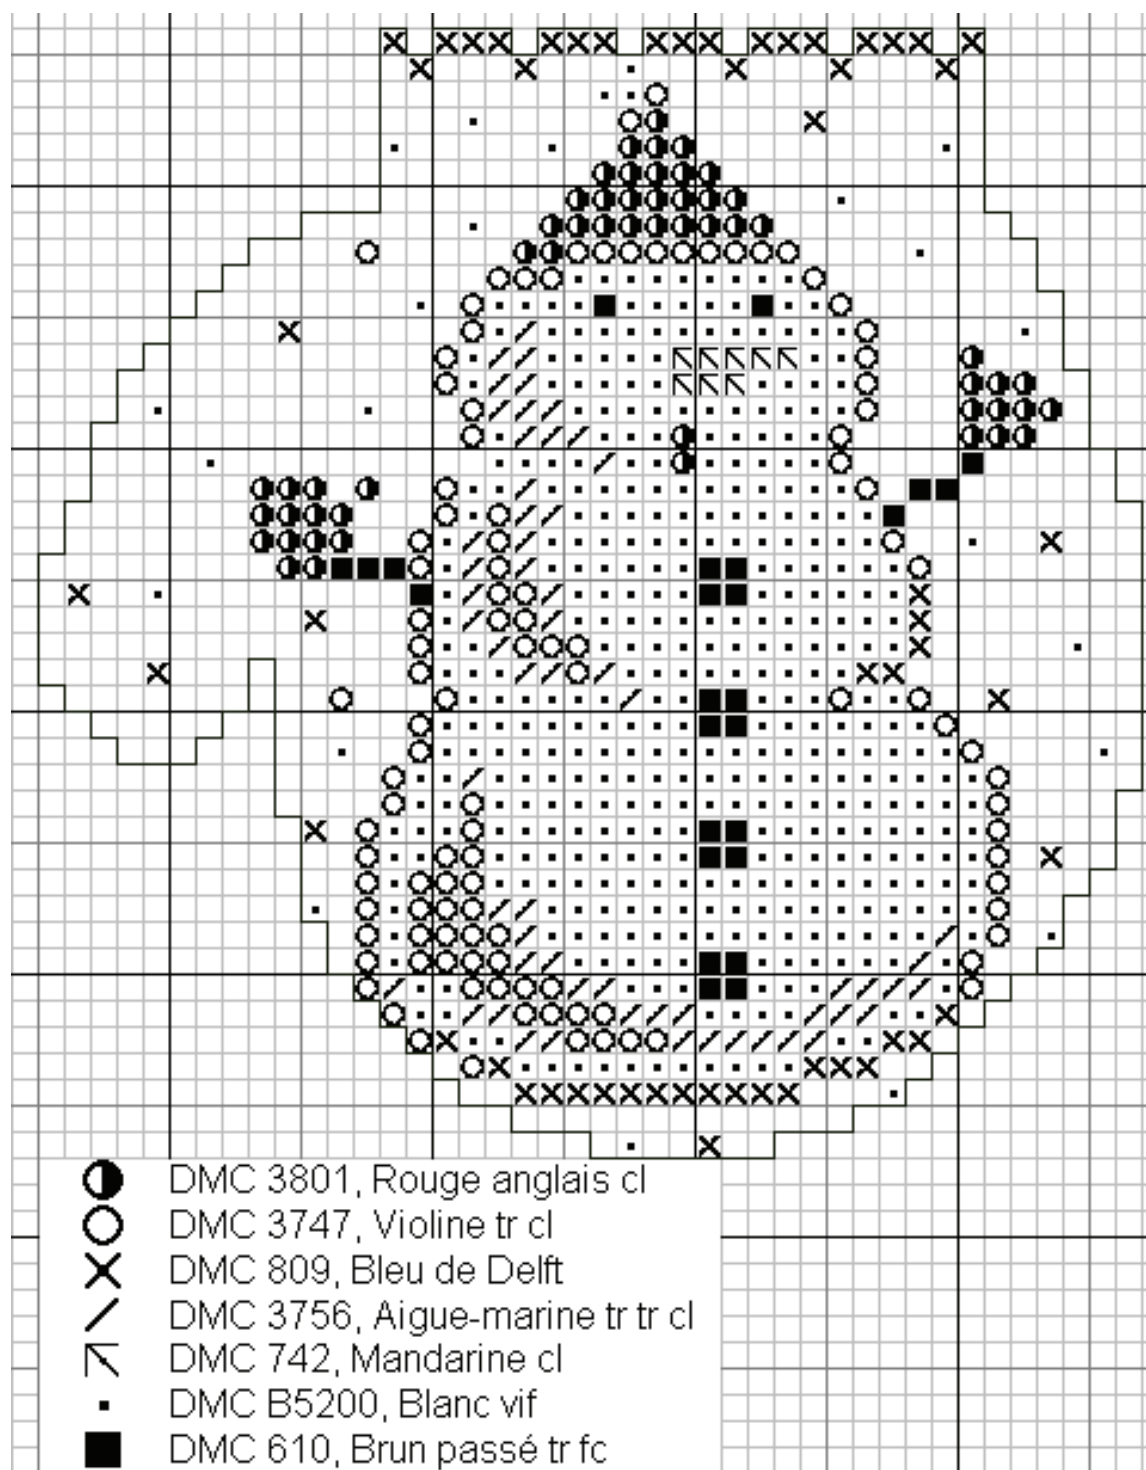 DMC 3801, Rouge anglais cl
DMC 3747, Violine tr cl
DMC 809, Bleu de Delft
DMC 3756, Aigue-marine tr tr cl
DMC 742, Mandarine cl
DMC B5200, Blanc vif
DMC 610, Brun passé tr fc